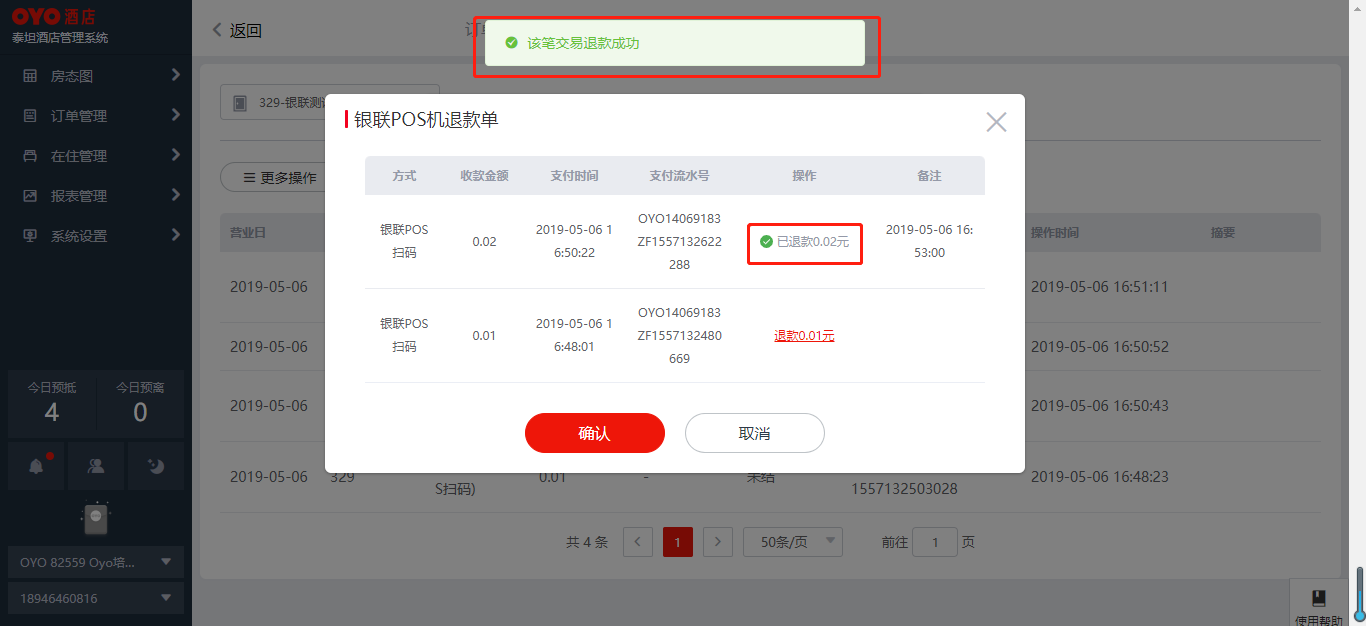 OYO 酒店
泰坦酒店管理系统
房态图
订单管理
在住管理
报表管理
系统设置
今日预抵
4
今日预离
0
OYO 82559 Oyo培...
18946460816
返回
该笔交易退款成功
329-银联测
更多操作
银联POS机退款单
方式 收款金额 支付时间 支付流水号 操作 备注
银联POS
扫码
0.02
2019-05-06 1
6:50:22
OYO14069183
ZF1557132622
288
已退款0.02元
2019-05-06 16:
53:00
银联POS
扫码
0.01
2019-05-06 1
6:48:01
OYO14069183
ZF1557132480
669
退款0.01元
确认
取消
营业日 操作时间 摘要
2019-05-06 2019-05-06 16:51:11
2019-05-06 2019-05-06 16:50:52
2019-05-06 2019-05-06 16:50:43
2019-05-06 329 0.01 - 未结 2019-05-06 16:48:23
S扫码)
1557132503028
共 4 条 1 50条/页 前往 1 页
使用帮助